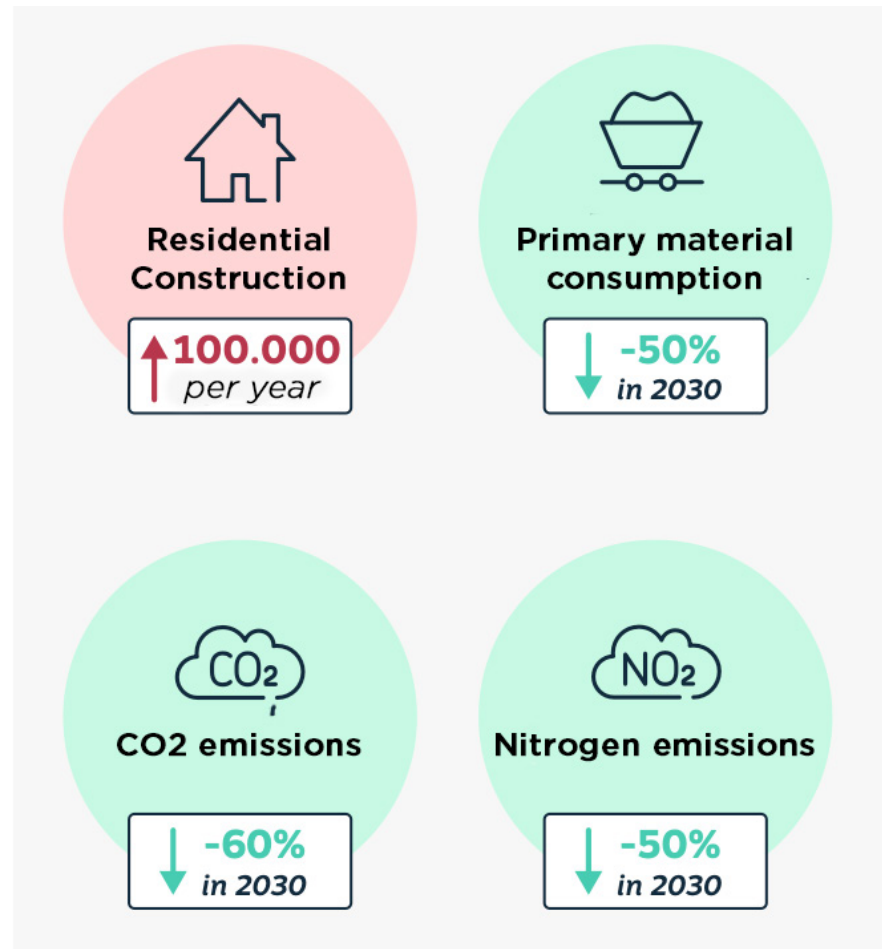 Residential
Construction
100.000
per year
Primary material
consumption
-50%
in 2030
CO2
CO2 emissions
-60%
in 2030
NO2
Nitrogen emissions
-50%
in 2030